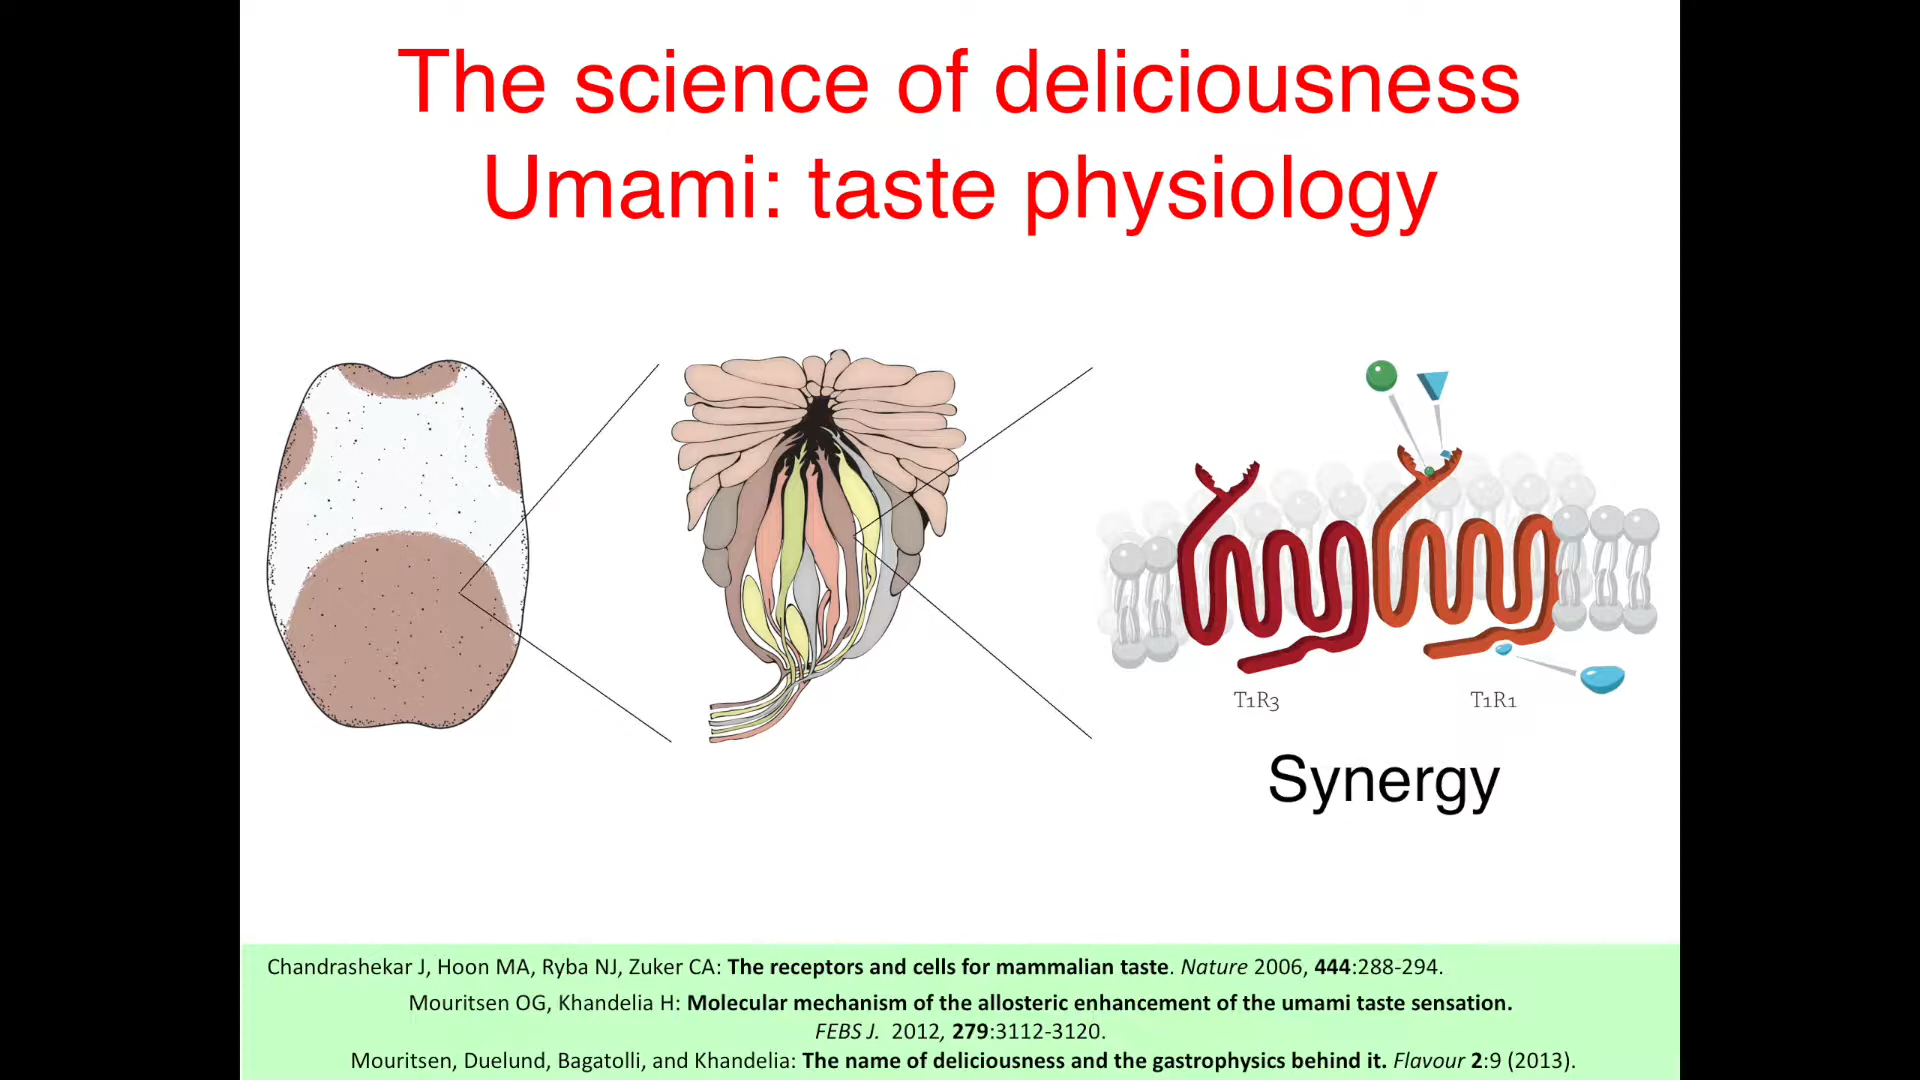 The science of deliciousness
Umami: taste physiology
T1R3
T1R1
Synergy
Chandrashekar J, Hoon MA, Ryba NJ, Zuker CA: The receptors and cells for mammalian taste. Nature 2006, 444:288-294.
Mouritsen OG, Khandelia H: Molecular mechanism of the allosteric enhancement of the umami taste sensation.
FEBS J. 2012, 279:3112-3120.
Mouritsen, Duelund, Bagatolli, and Khandelia: The name of deliciousness and the gastrophysics behind it. Flavour 2:9 (2013).